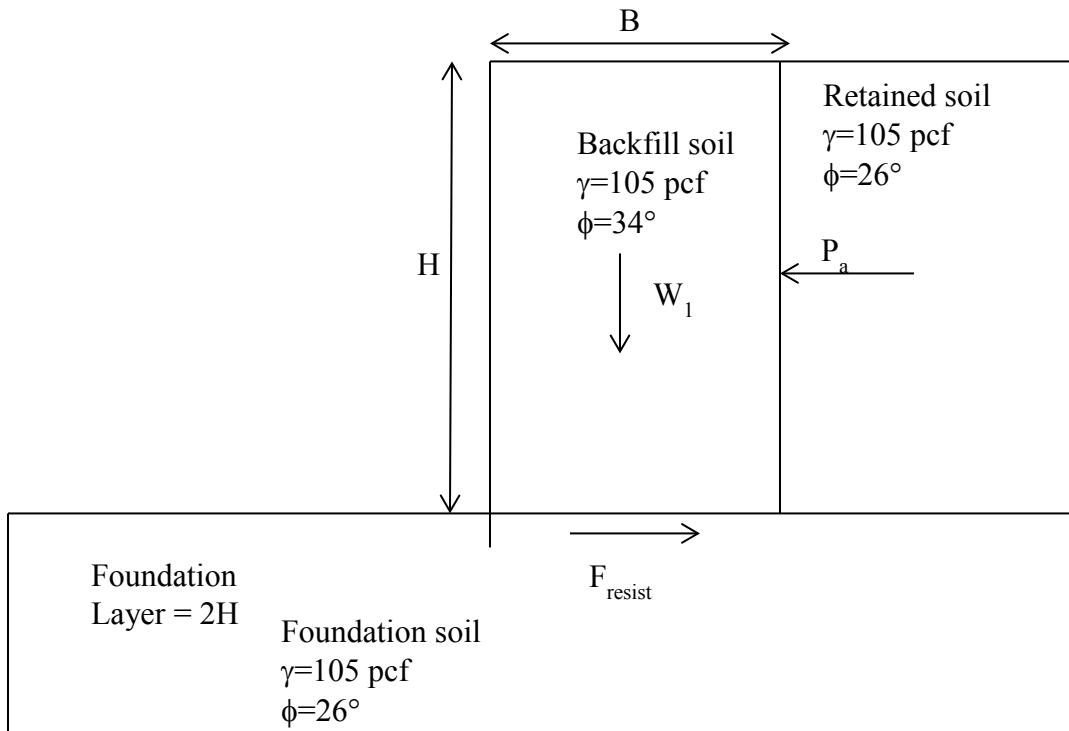 B
Retained soil
γ=105 pcf
ϕ=26°
Backfill soil
γ=105 pcf
ϕ=34°
H
Pₐ
W₁
Foundation
Layer = 2H
F_resist
Foundation soil
γ=105 pcf
ϕ=26°